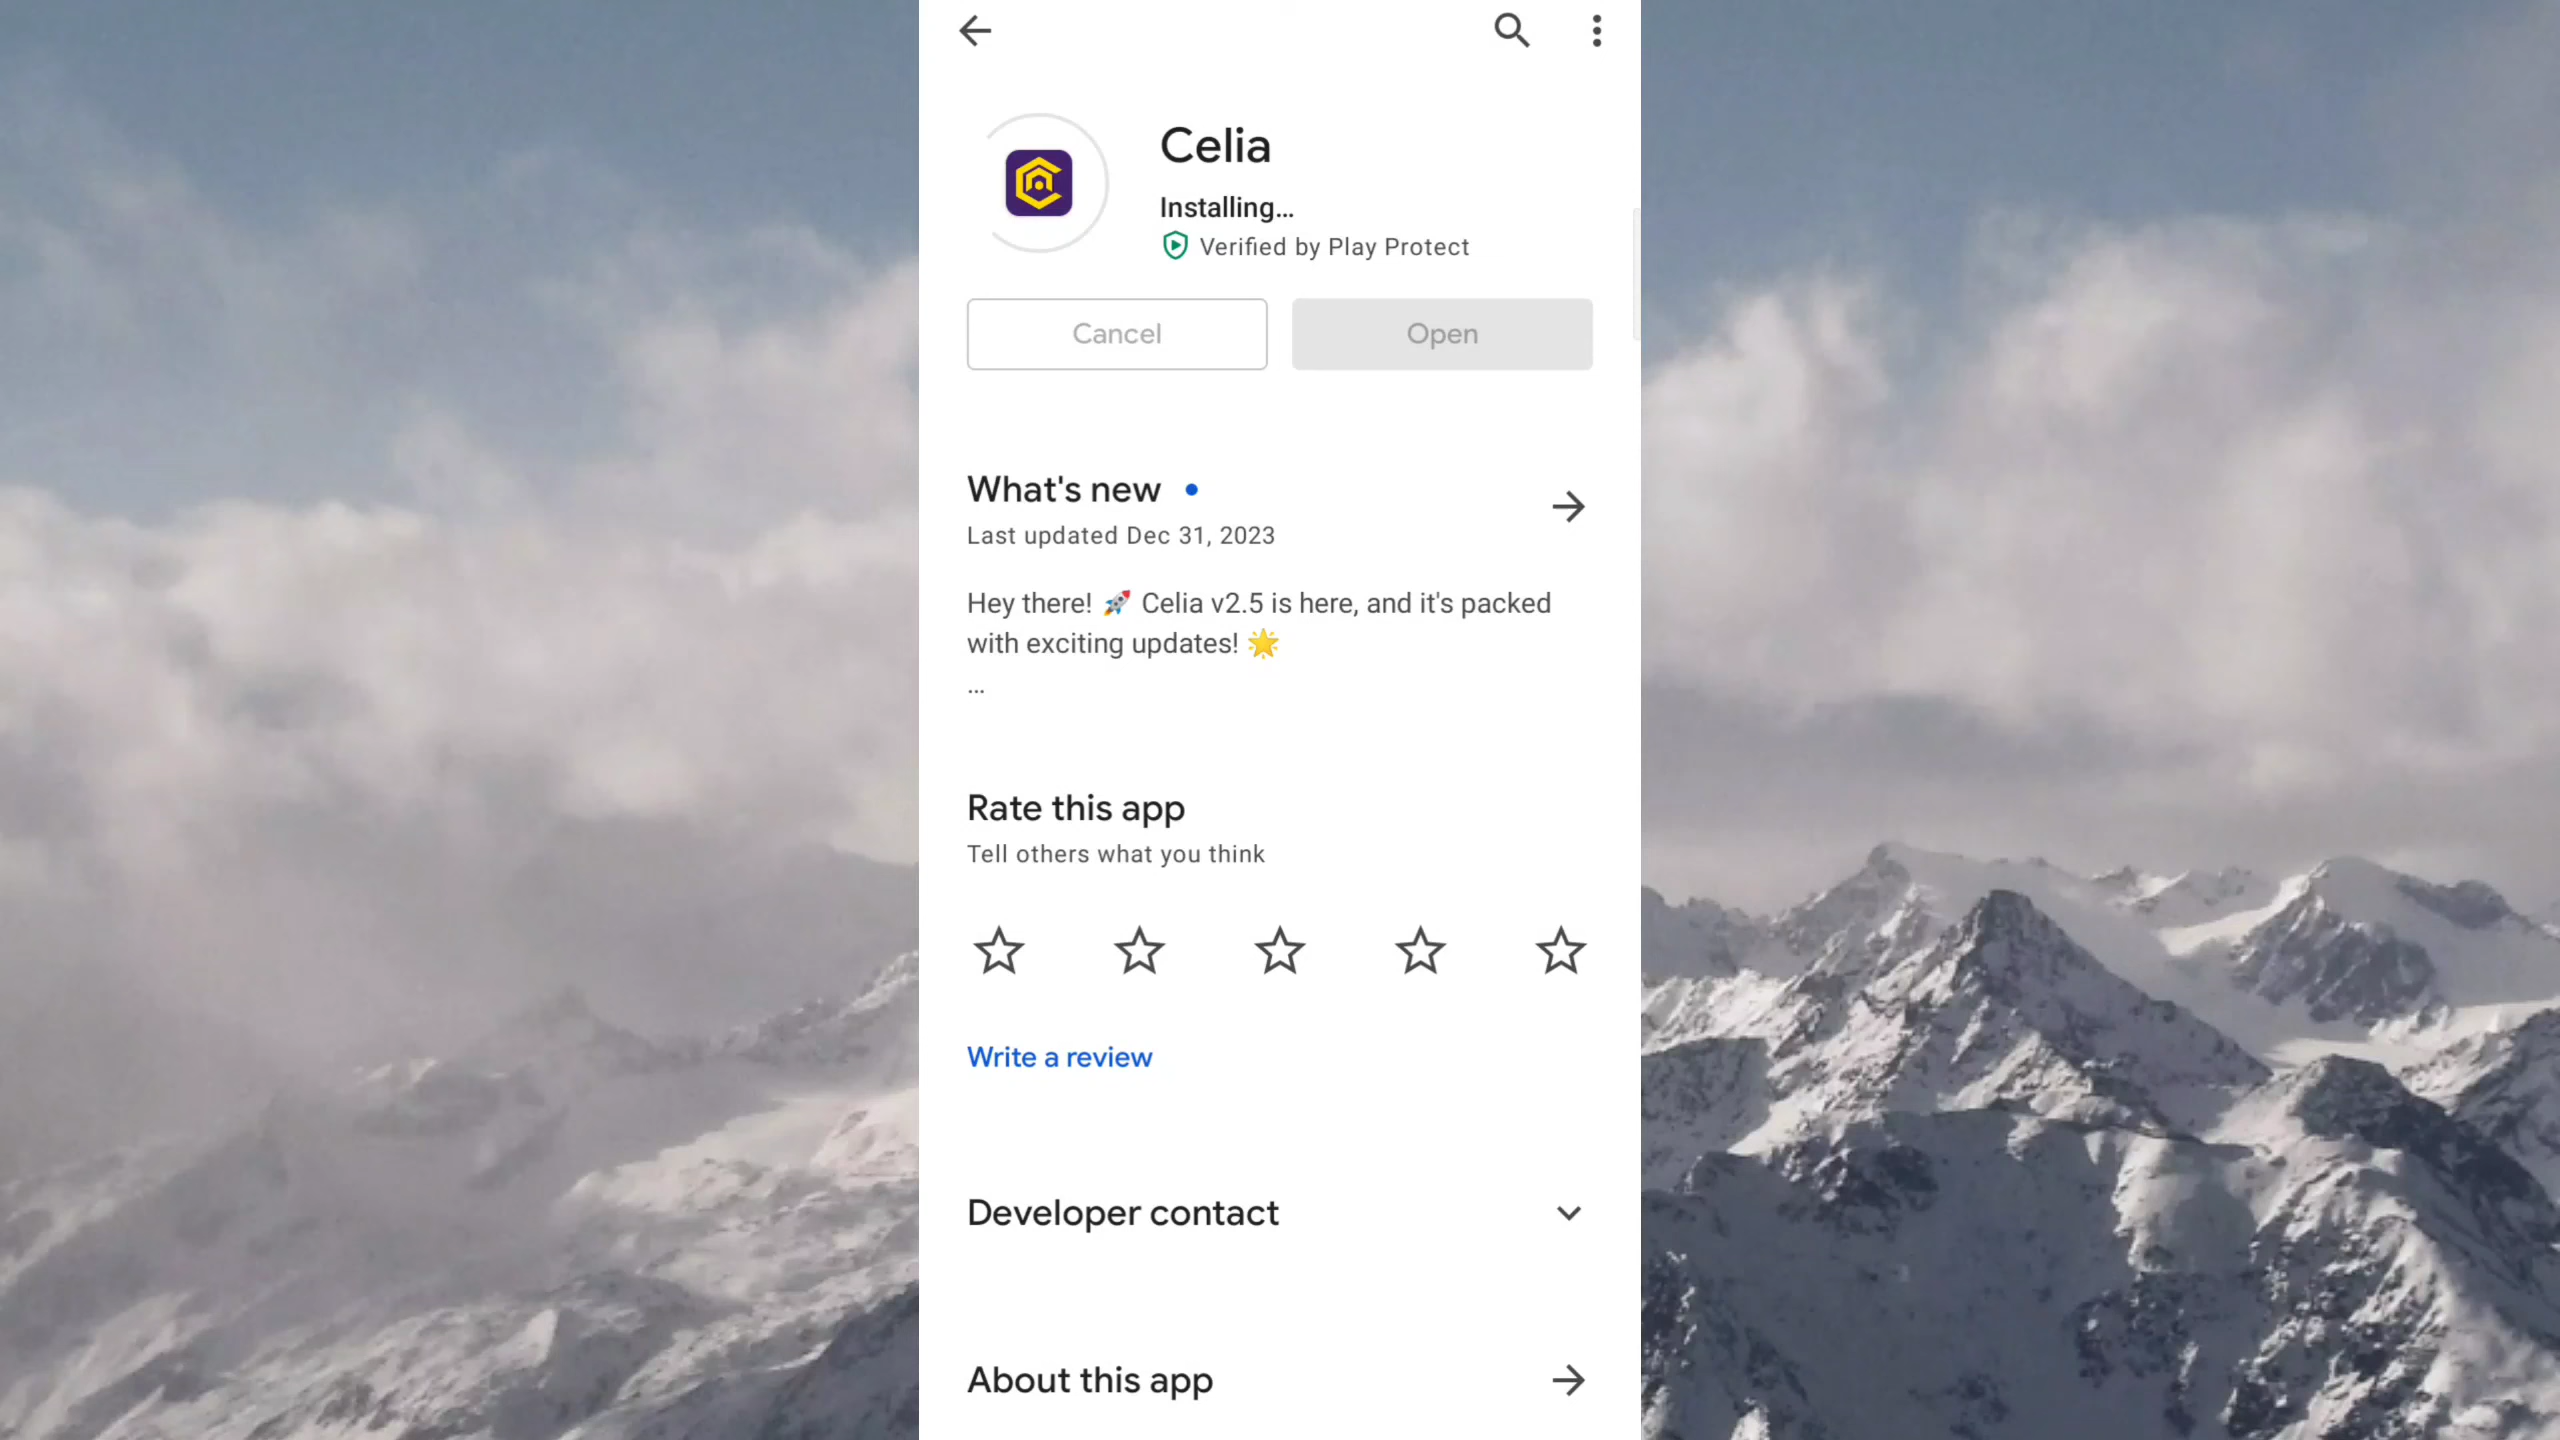 Celia
Installing...
Verified by Play Protect
Cancel
Open
What's new
Last updated Dec 31, 2023
Hey there! 🚀 Celia v2.5 is here, and it's packed
with exciting updates! 🌟
...
Rate this app
Tell others what you think
Write a review
Developer contact
About this app